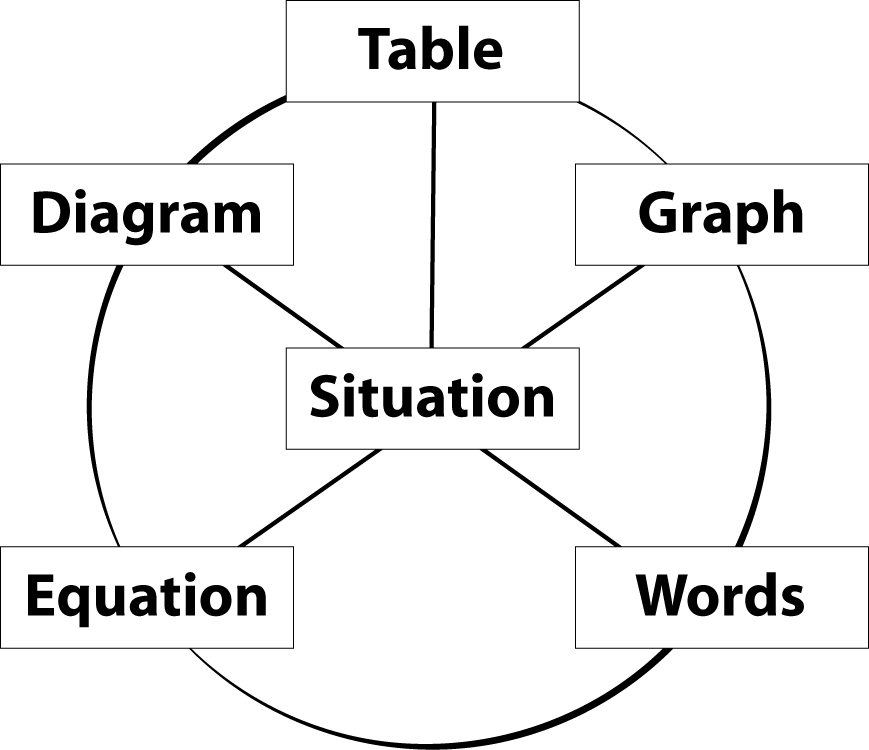 Table
Diagram
Graph
Situation
Equation
Words